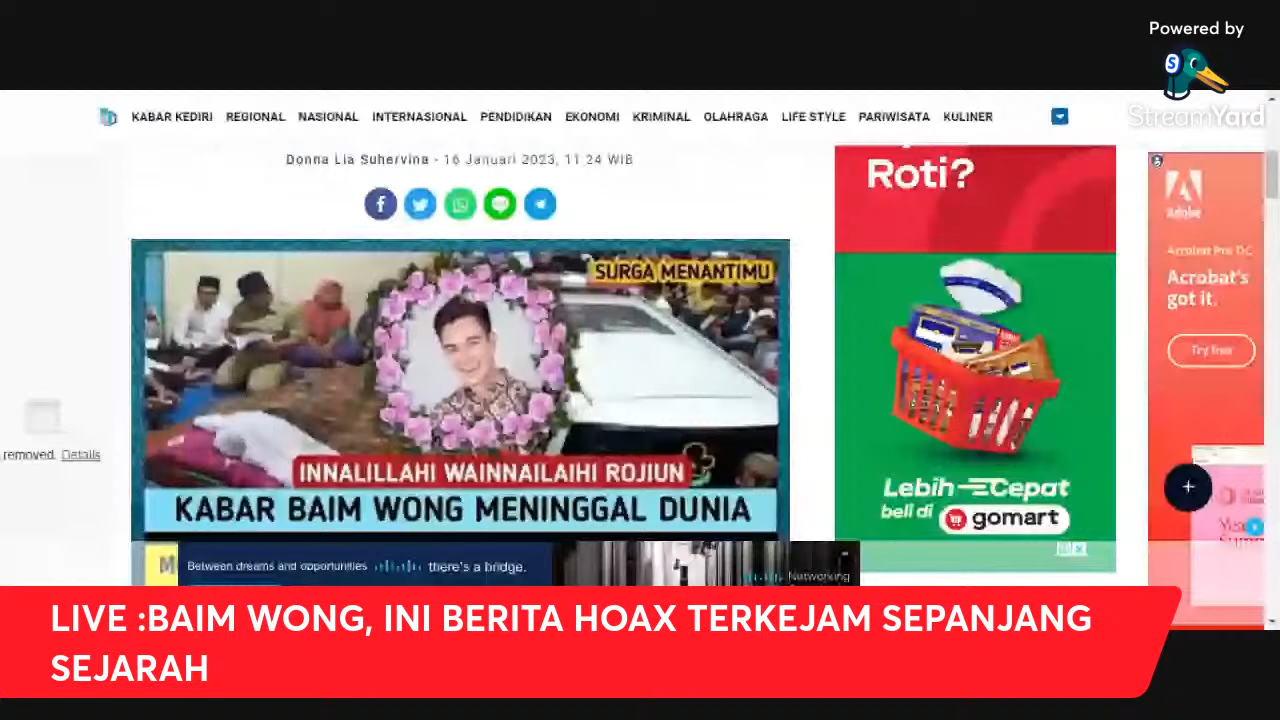 Powered by
StreamYard
KABAR KEDIRI REGIONAL NASIONAL INTERNASIONAL PENDIDIKAN EKONOMI KRIMINAL OLAHRAGA LIFE STYLE PARIWISATA KULINER
Donna Lia Suhervina - 16 Januari 2023, 11:24 WIB
SURGA MENANTIMU
INNALILLAHI WAINNAILAIHI ROJIUN
KABAR BAIM WONG MENINGGAL DUNIA
Roti?
Lebih Cepat
beli di gomart
Adobe
Acrobat Pro DC
Acrobat's
got it.
Try free
removed. Details
Between dreams and opportunities there's a bridge.
Networking
LIVE :BAIM WONG, INI BERITA HOAX TERKEJAM SEPANJANG
SEJARAH